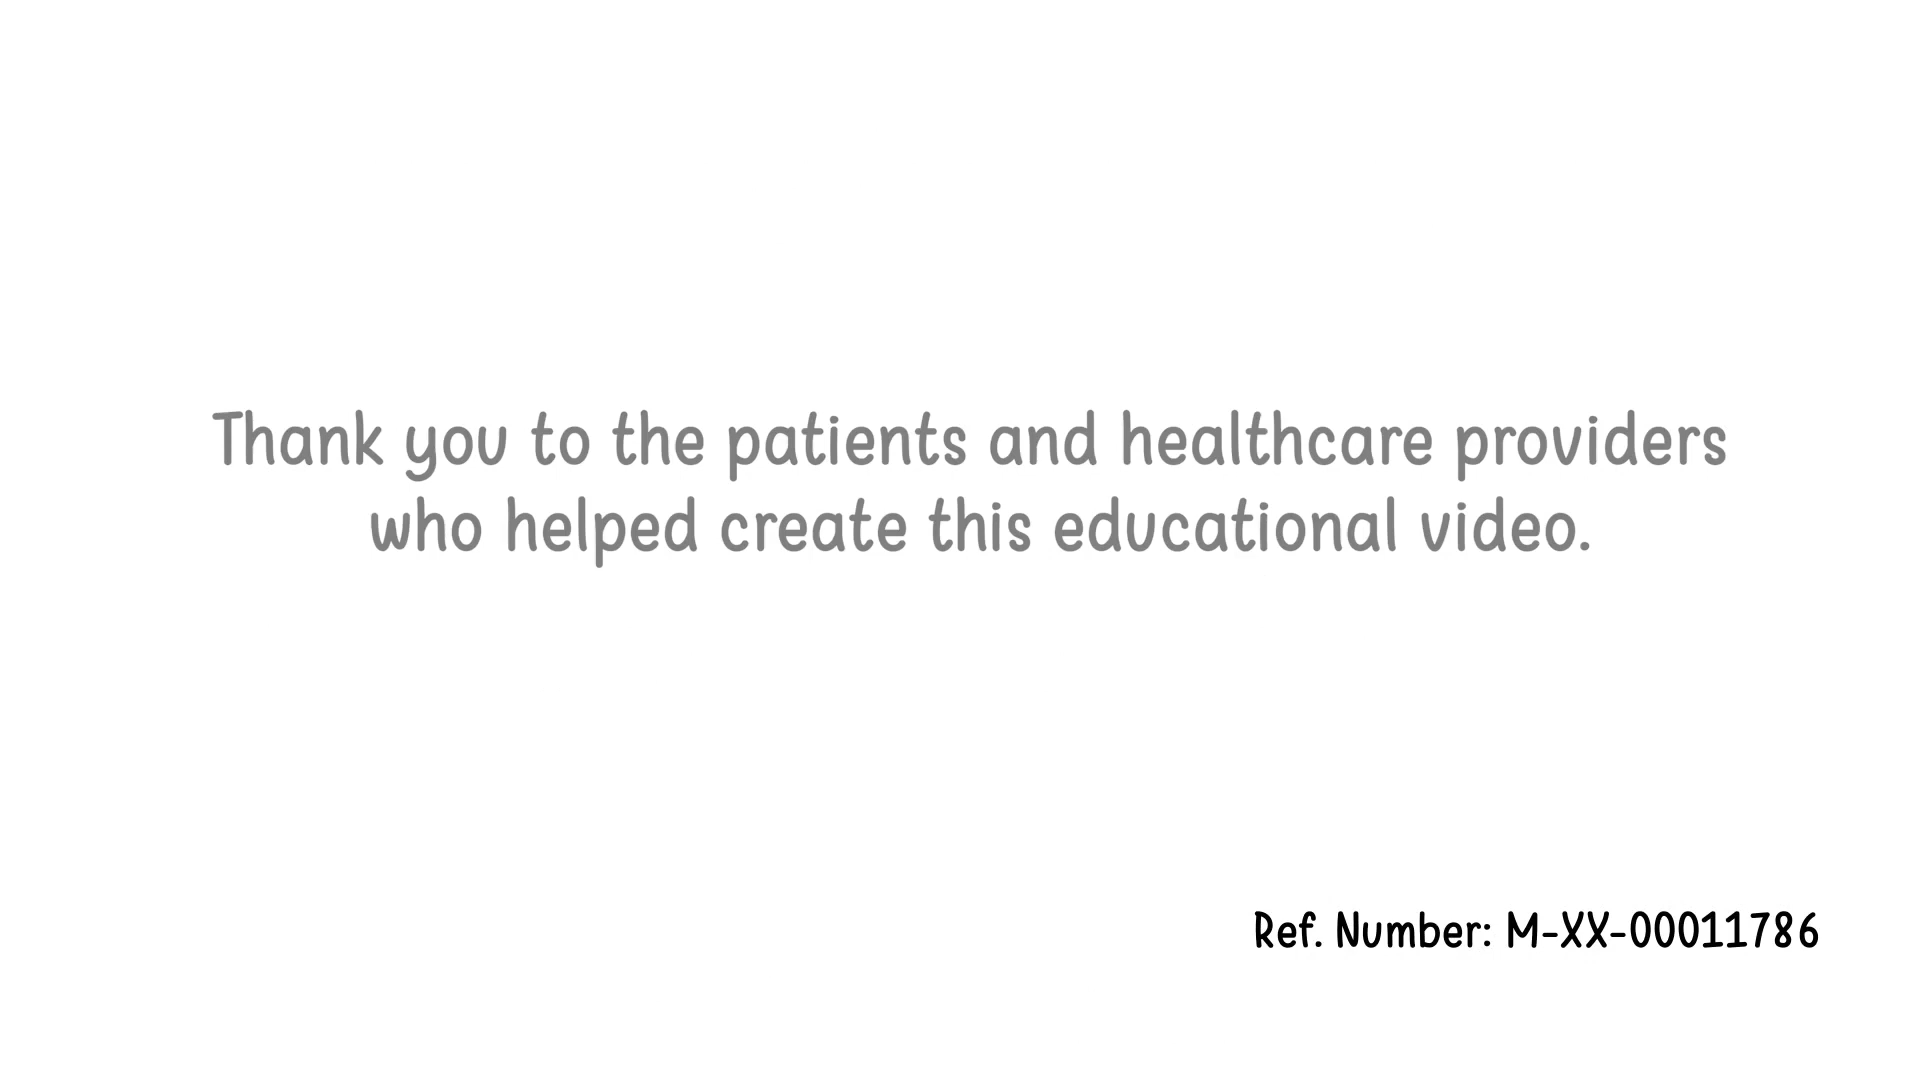 Thank you to the patients and healthcare providers
who helped create this educational video.
Ref. Number: M-XX-00011786